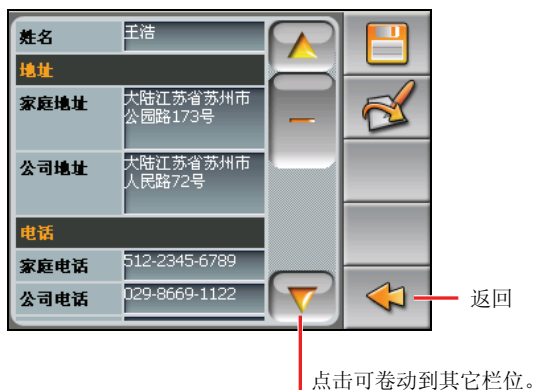 姓名 王浩
地址
家庭地址 大陆江苏省苏州市
公园路173号
公司地址 大陆江苏省苏州市
人民路72号
电话
家庭电话 512-2345-6789
公司电话 029-8669-1122
返回
点击可卷动到其它栏位。